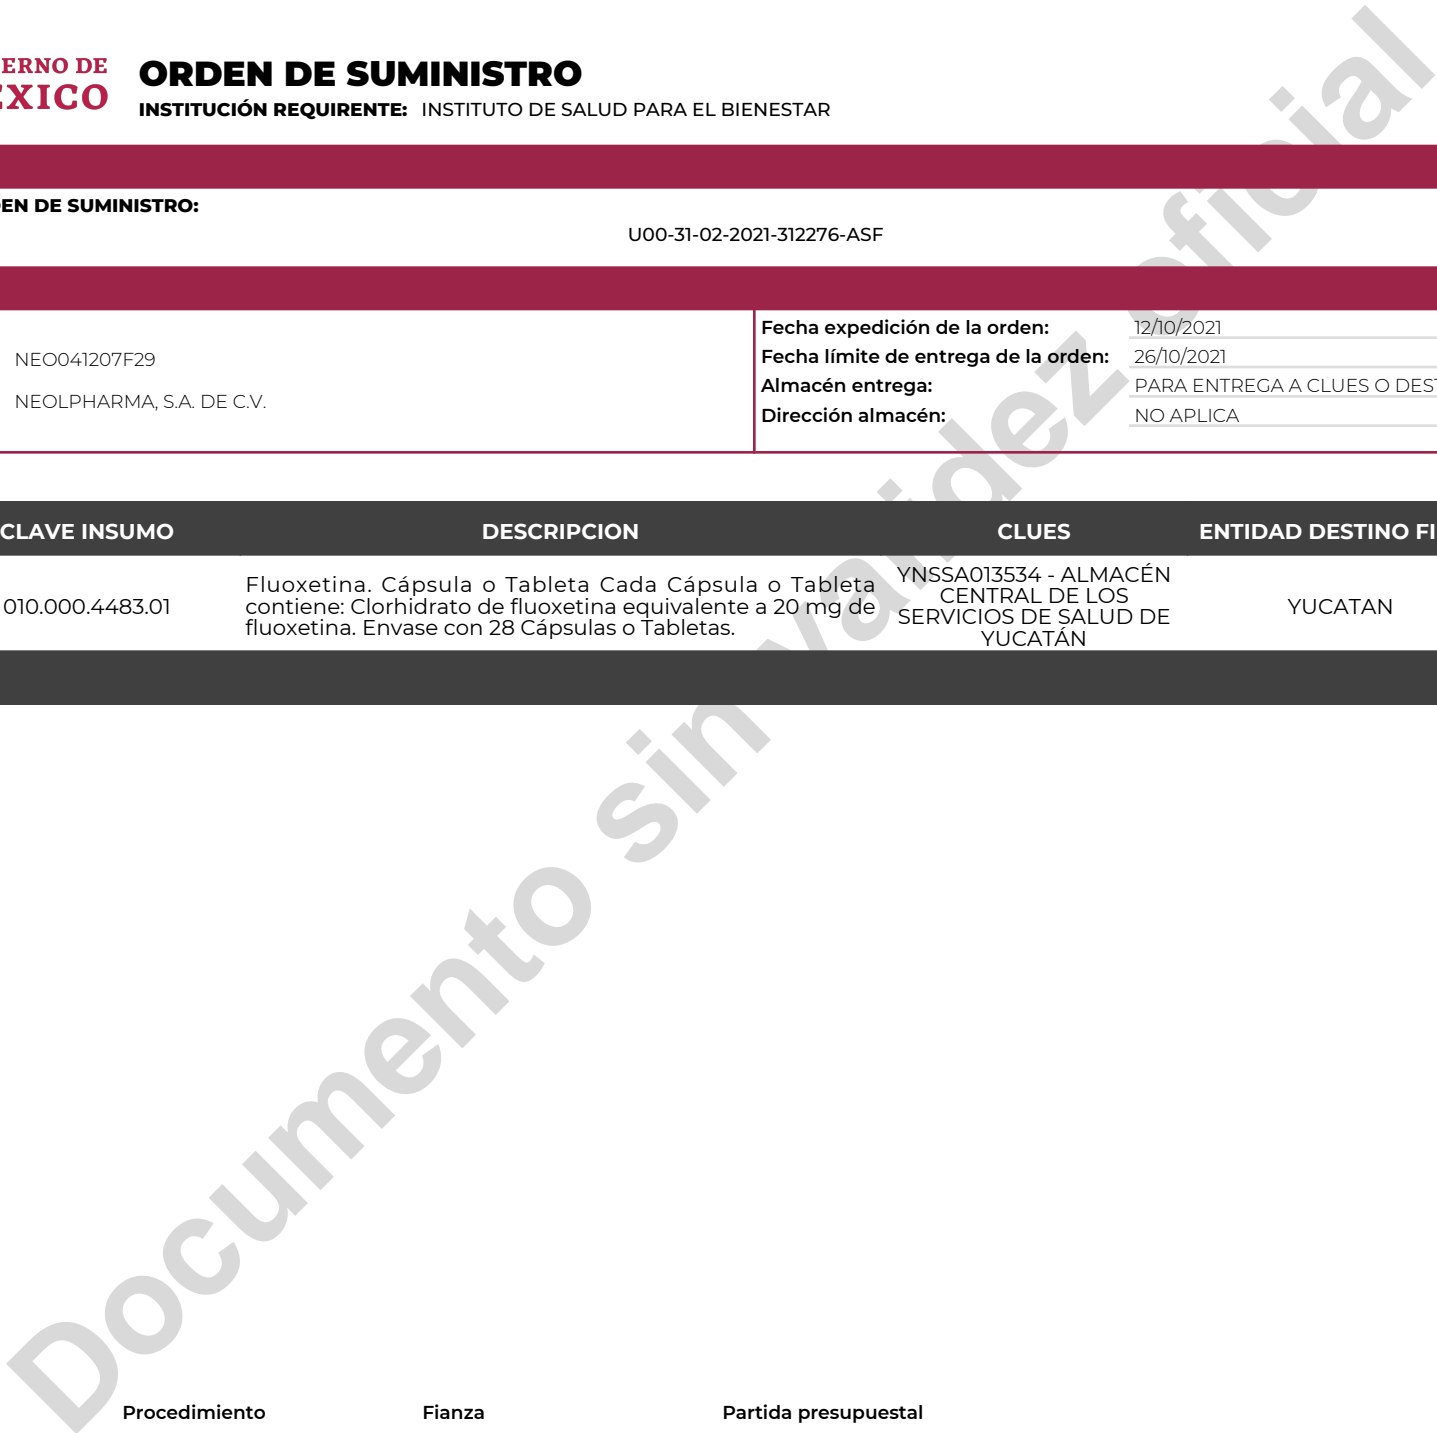 ERNO DE
EXICO
ORDEN DE SUMINISTRO
INSTITUCIÓN REQUIRENTE: INSTITUTO DE SALUD PARA EL BIENESTAR
EN DE SUMINISTRO:
U00-31-02-2021-312276-ASF
NEO041207F29
NEOLPHARMA, S.A. DE C.V.
Fecha expedición de la orden: 12/10/2021
Fecha límite de entrega de la orden: 26/10/2021
Almacén entrega: PARA ENTREGA A CLUES O DEST
Dirección almacén: NO APLICA
CLAVE INSUMO DESCRIPCION CLUES ENTIDAD DESTINO FI
010.000.4483.01
Fluoxetina. Cápsula o Tableta Cada Cápsula o Tableta
contiene: Clorhidrato de fluoxetina equivalente a 20 mg de
fluoxetina. Envase con 28 Cápsulas o Tabletas.
YNSSA013534 - ALMACÉN
CENTRAL DE LOS
SERVICIOS DE SALUD DE
YUCATÁN
YUCATAN
Documento sin validez oficial
Procedimiento Fianza Partida presupuestal